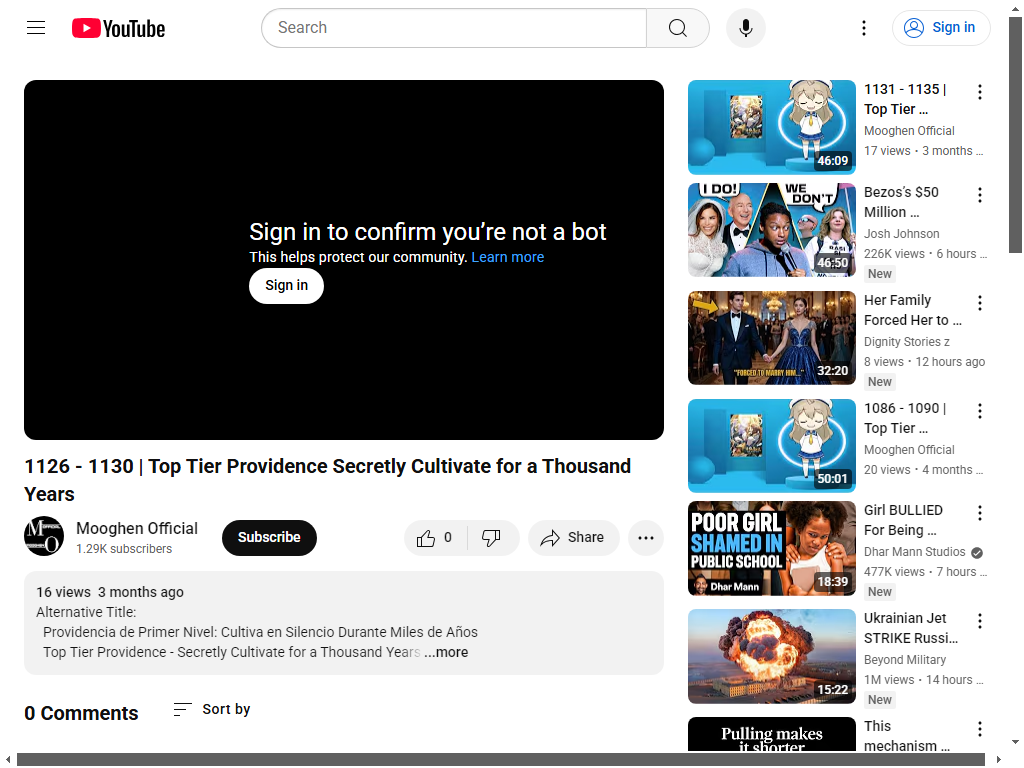 YouTube
Search
Sign in
Sign in to confirm you’re not a bot
This helps protect our community. Learn more
Sign in
1126 - 1130 | Top Tier Providence Secretly Cultivate for a Thousand
Years
Mooghen Official
1.29K subscribers
Subscribe
0
Share
16 views 3 months ago
Alternative Title:
Providencia de Primer Nivel: Cultiva en Silencio Durante Miles de Años
Top Tier Providence - Secretly Cultivate for a Thousand Years ...more
0 Comments
Sort by
46:09
1131 - 1135 |
Top Tier ...
Mooghen Official
17 views • 3 months ...
I DO!
WE
DON'T
46:50
Bezos's $50
Million ...
Josh Johnson
226K views • 6 hours ...
New
"FORCED TO MARRY HIM..."
32:20
Her Family
Forced Her to ...
Dignity Stories z
8 views • 12 hours ago
New
50:01
1086 - 1090 |
Top Tier ...
Mooghen Official
20 views • 4 months ...
POOR GIRL
SHAMED IN
PUBLIC SCHOOL
Dhar Mann
18:39
Girl BULLIED
For Being ...
Dhar Mann Studios
477K views • 7 hours ...
New
15:22
Ukrainian Jet
STRIKE Russi...
Beyond Military
1M views • 14 hours ...
New
Pulling makes
it shorter
This
mechanism ...